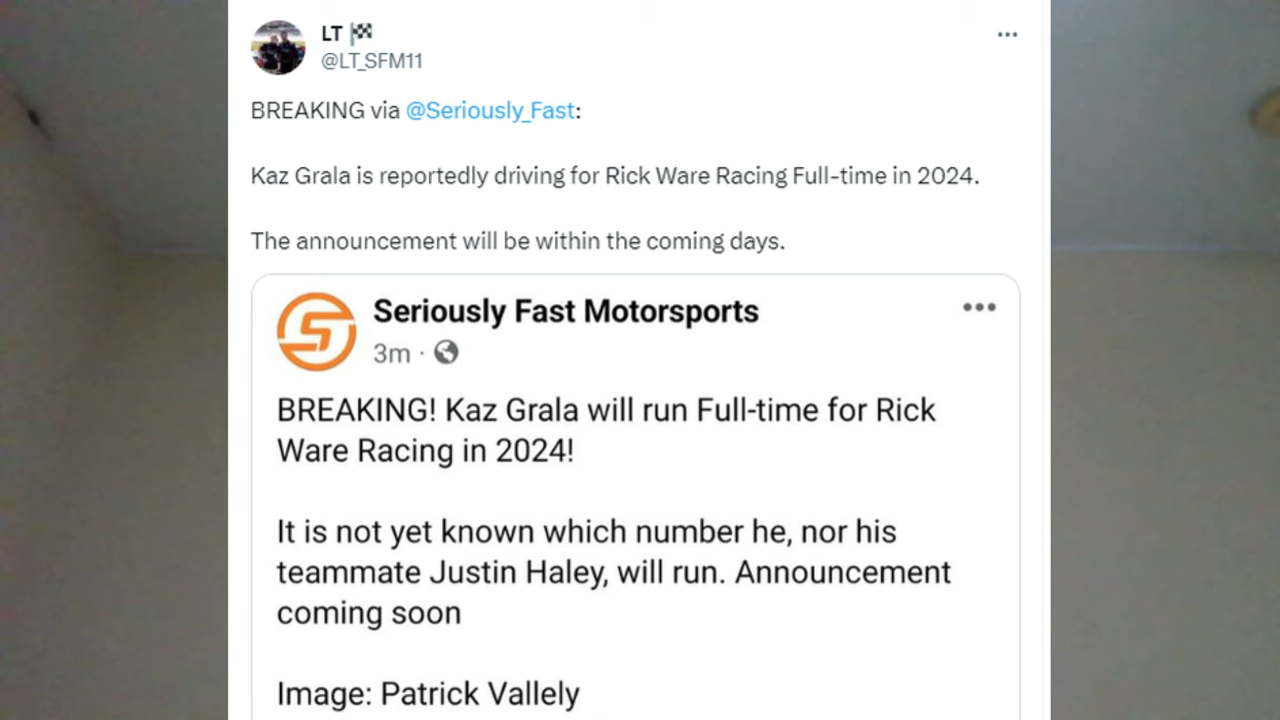 LT 🏁
@LT_SFM11
BREAKING via @Seriously_Fast:
Kaz Grala is reportedly driving for Rick Ware Racing Full-time in 2024.
The announcement will be within the coming days.
Seriously Fast Motorsports
3m ·
BREAKING! Kaz Grala will run Full-time for Rick
Ware Racing in 2024!
It is not yet known which number he, nor his
teammate Justin Haley, will run. Announcement
coming soon
Image: Patrick Vallely